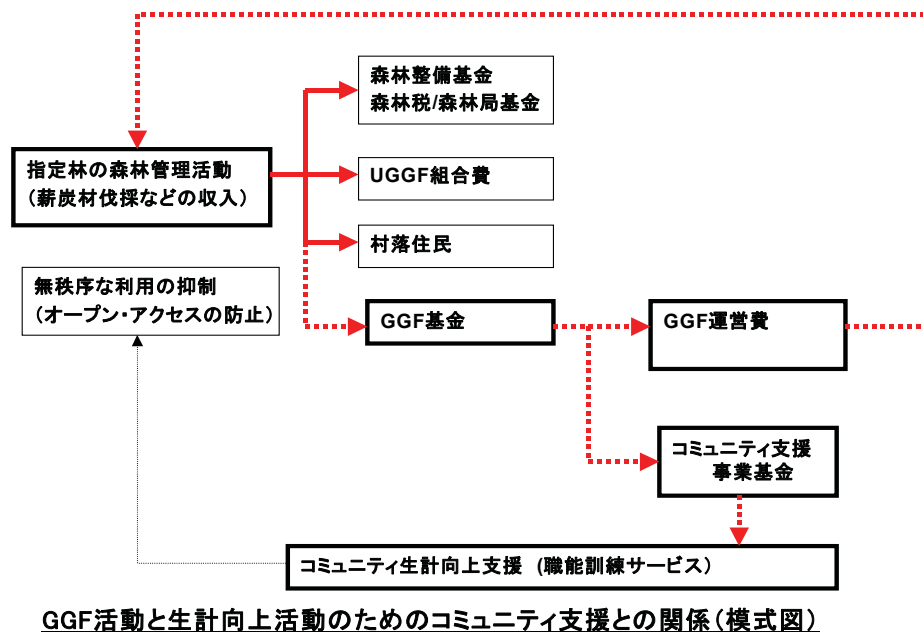 森林整備基金
森林税/森林局基金
指定林の森林管理活動
（薪炭材伐採などの収入）
UGGF組合費
村落住民
無秩序な利用の抑制
（オープン・アクセスの防止）
GGF基金
GGF運営費
コミュニティ支援
事業基金
コミュニティ生計向上支援 （職能訓練サービス）
GGF活動と生計向上活動のためのコミュニティ支援との関係（模式図）